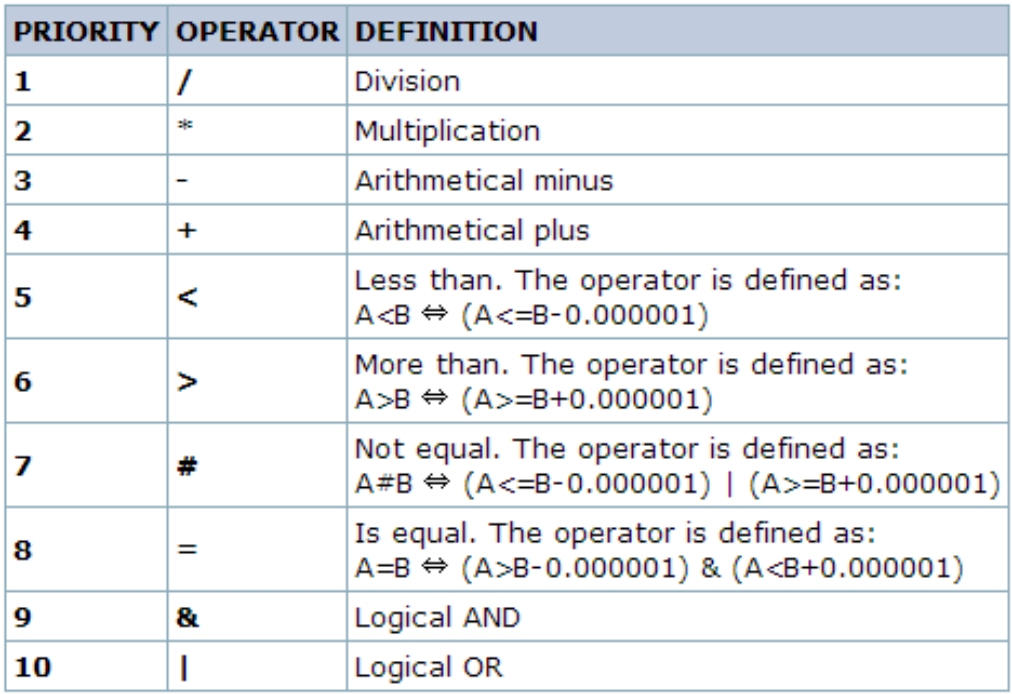 PRIORITY OPERATOR DEFINITION
1 / Division
2 * Multiplication
3 - Arithmetical minus
4 + Arithmetical plus
5 < Less than. The operator is defined as:
A<B ⇔ (A<=B-0.000001)
6 > More than. The operator is defined as:
A>B ⇔ (A>=B+0.000001)
7 # Not equal. The operator is defined as:
A#B ⇔ (A<=B-0.000001) | (A>=B+0.000001)
8 = Is equal. The operator is defined as:
A=B ⇔ (A>B-0.000001) & (A<B+0.000001)
9 & Logical AND
10 | Logical OR